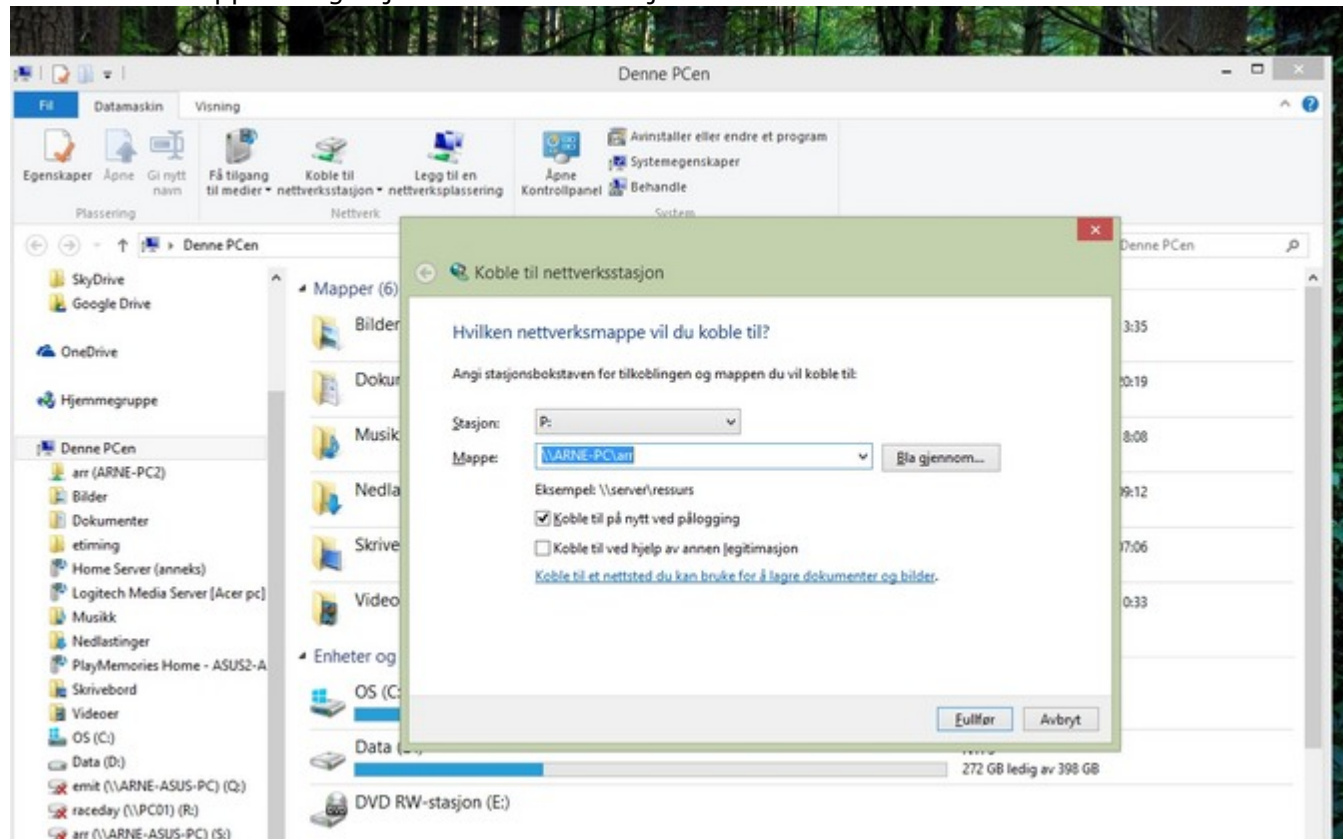 Denne PCen
Fil Datamaskin Visning
Egenskaper Åpne Gi nytt navn
Få tilgang til medier
Koble til nettverksstasjon
Legg til en nettverksplassering
Åpne Kontrollpanel
Avinstaller eller endre et program
Systemegenskaper
Behandle
Plassering Nettverk System
Denne PCen
Denne PCen
SkyDrive
Google Drive
OneDrive
Hjemmegruppe
Denne PCen
arr (ARNE-PC2)
Bilder
Dokumenter
etiming
Home Server (anneks)
Logitech Media Server [Acer pc]
Musikk
Nedlastinger
PlayMemories Home - ASUS2-A
Skrivebord
Videoer
OS (C:)
Data (D:)
emit (\\ARNE-ASUS-PC) (Q:)
raceday (\\PC01) (R:)
arr (\\ARNE-ASUS-PC) (S:)
Mapper (6)
Bilder
Dokur
Musik
Nedla
Skrive
Video
Enheter og
OS (C:
Data
272 GB ledig av 398 GB
DVD RW-stasjon (E:)
3:35
20:19
8:08
09:12
07:06
0:33
Koble til nettverksstasjon
Hvilken nettverksmappe vil du koble til?
Angi stasjonsbokstaven for tilkoblingen og mappen du vil koble til:
Stasjon: P:
Mappe: \\ARNE-PC\arr Bla gjennom...
Eksempel: \\server\ressurs
Koble til på nytt ved pålogging
Koble til ved hjelp av annen legitimasjon
Koble til et nettsted du kan bruke for å lagre dokumenter og bilder.
Fullfør Avbryt